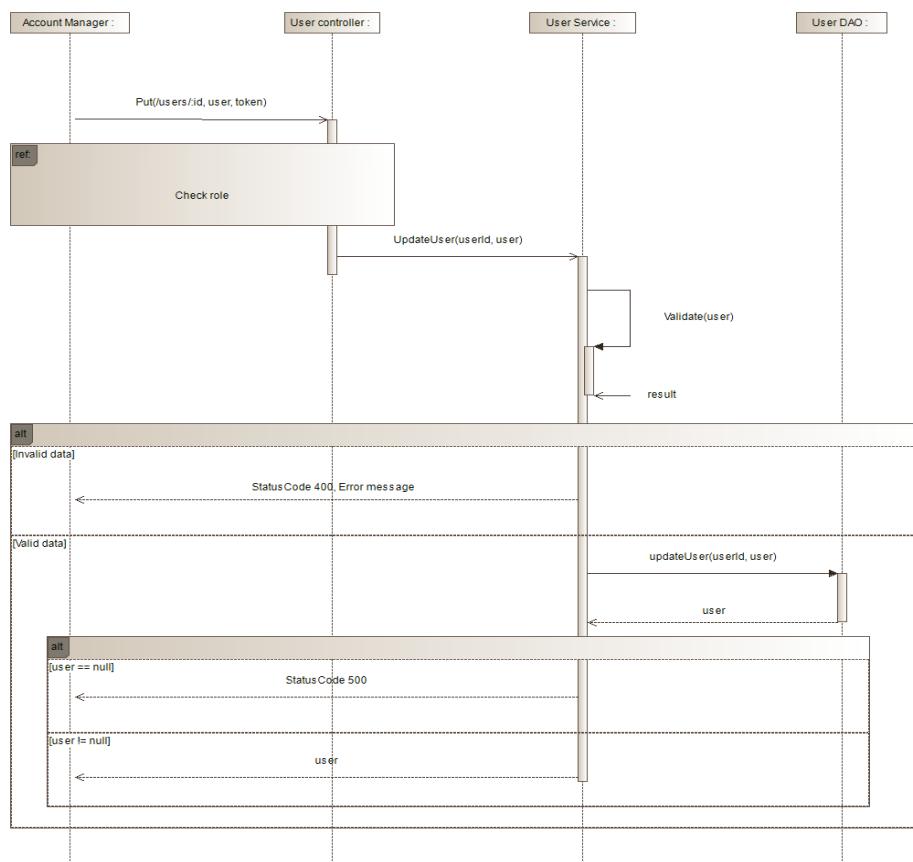 Account Manager :
User controller :
User Service :
User DAO :
Put(/users/:id, user, token)
ref:
Check role
UpdateUser(userId, user)
Validate(user)
result
alt
[Invalid data]
StatusCode 400, Error message
[Valid data]
updateUser(userId, user)
user
alt
[user == null]
StatusCode 500
[user != null]
user